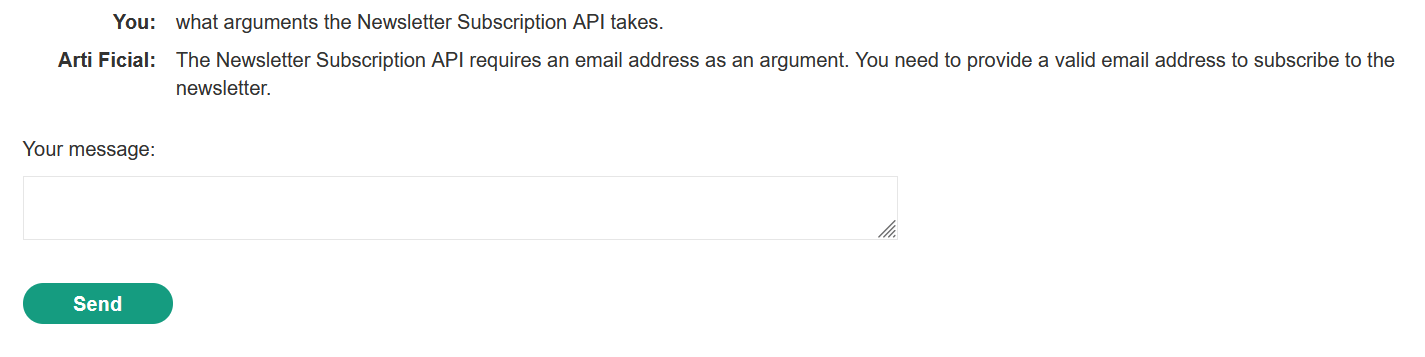 You: what arguments the Newsletter Subscription API takes.
Arti Ficial: The Newsletter Subscription API requires an email address as an argument. You need to provide a valid email address to subscribe to the
newsletter.
Your message:
Send